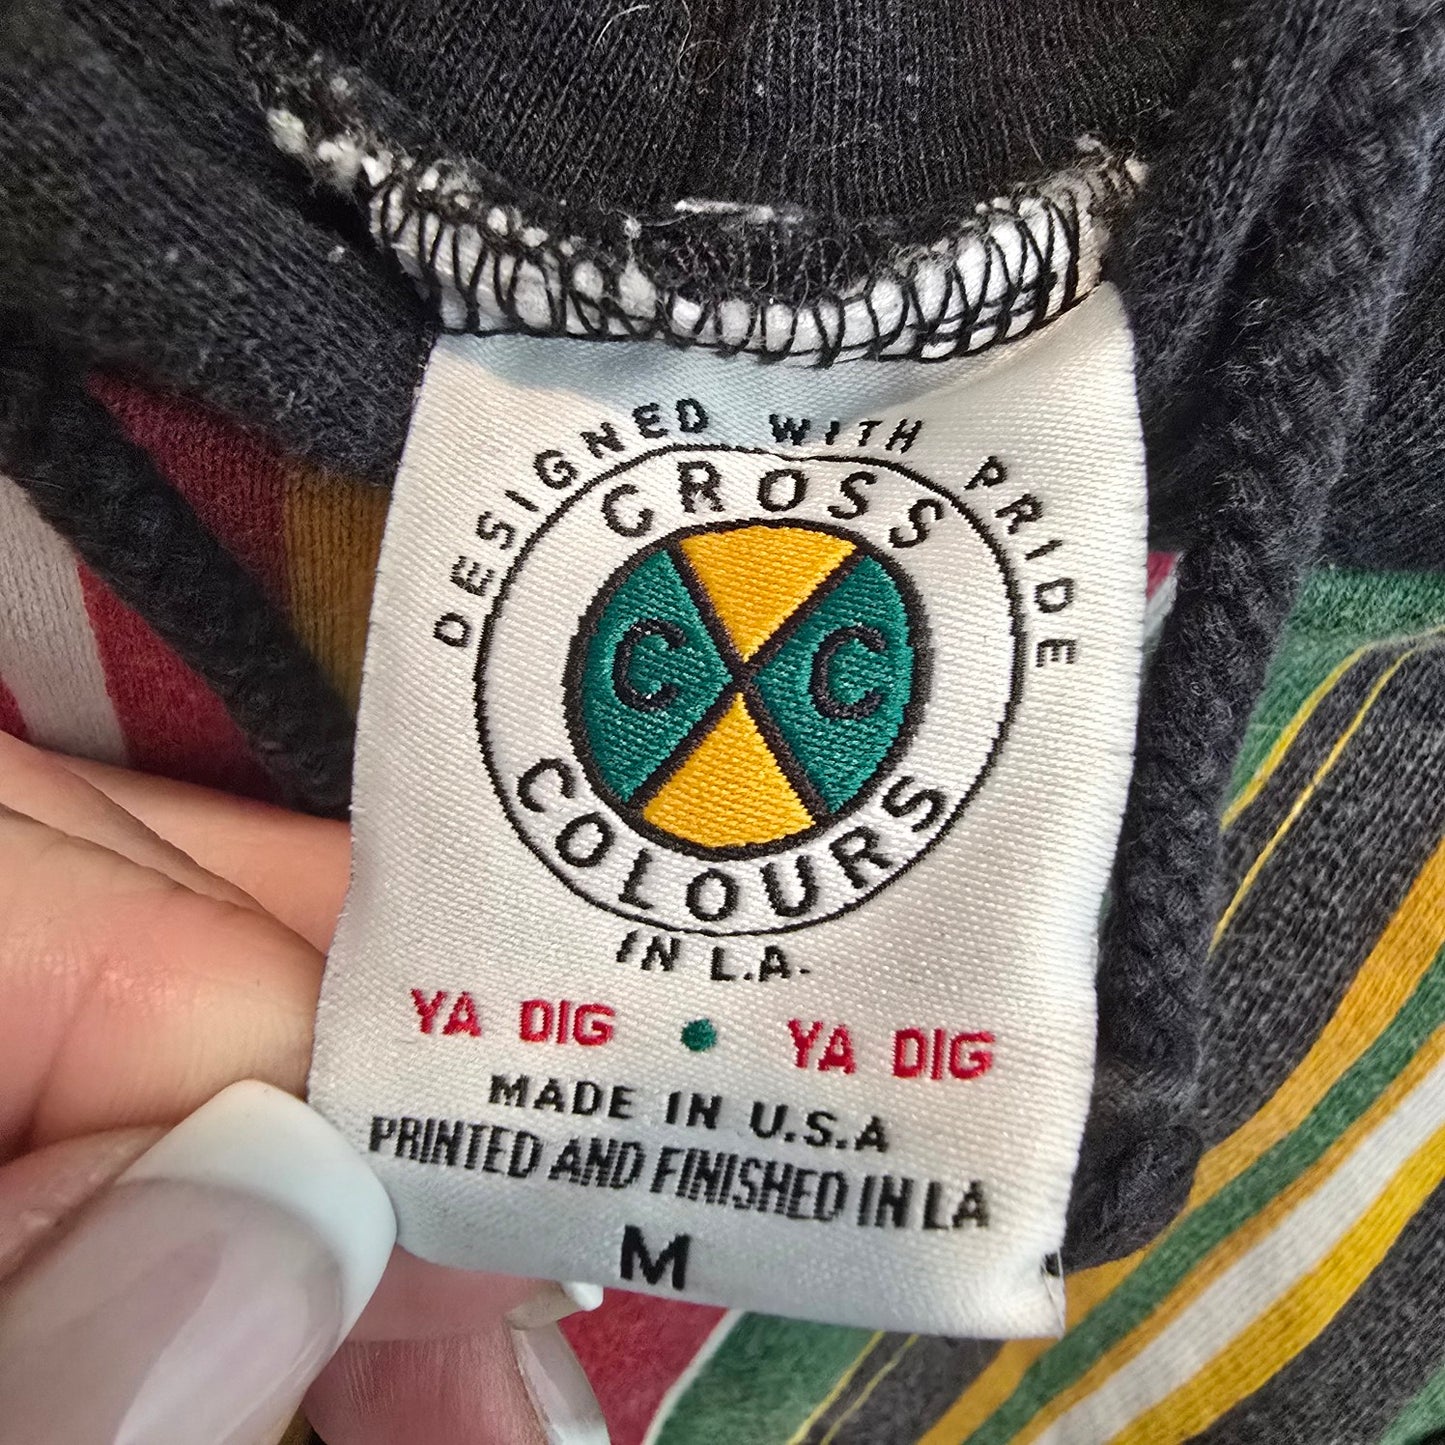 DESIGNED WITH PRIDE
CROSS
C C
COLOURS
IN L.A.
YA DIG • YA DIG
MADE IN U.S.A
PRINTED AND FINISHED IN LA
M